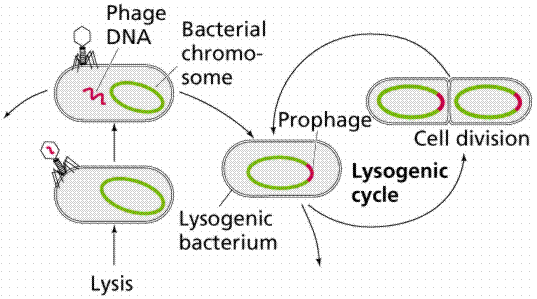 Phage
DNA
Bacterial
chromo-
some
Prophage
Cell division
Lysogenic
cycle
Lysogenic
bacterium
Lysis